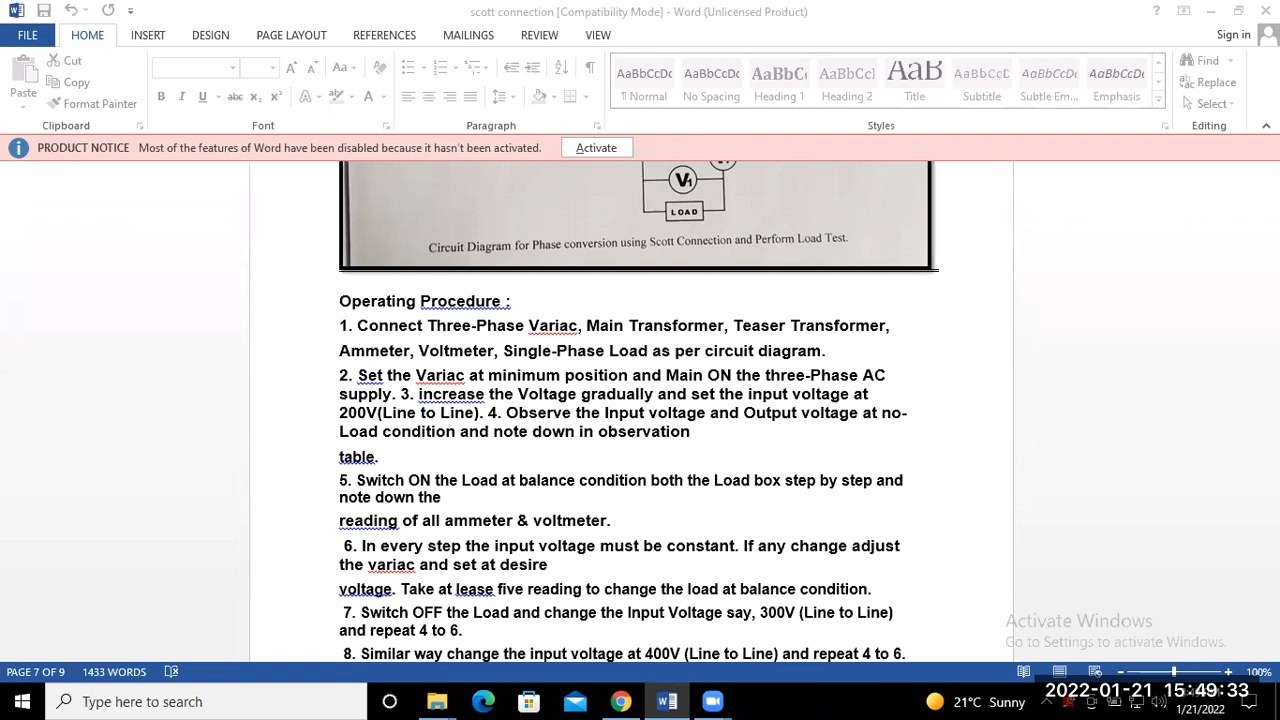 scott connection [Compatibility Mode] - Word (Unlicensed Product)
FILE HOME INSERT DESIGN PAGE LAYOUT REFERENCES MAILINGS REVIEW VIEW Sign in
Paste
Cut
Copy
Format Painter
Clipboard
B I U abc X₂ X² A A
Aa
Font
Paragraph
AaBbCcDc AaBbCcDc AaBbC AaBbCcl AaB AaBbCcD AaBbCcDc AaBbCcDc
¶ Normal No Spacing Heading 1 Heading 2 Title Subtitle Subtle Em... Emphasis
Styles
Find
Replace
Select
Editing
PRODUCT NOTICE Most of the features of Word have been disabled because it hasn't been activated. Activate
V1
LOAD
Circuit Diagram for Phase conversion using Scott Connection and Perform Load Test.
Operating Procedure :
1. Connect Three-Phase Variac, Main Transformer, Teaser Transformer,
Ammeter, Voltmeter, Single-Phase Load as per circuit diagram.
2. Set the Variac at minimum position and Main ON the three-Phase AC
supply. 3. increase the Voltage gradually and set the input voltage at
200V(Line to Line). 4. Observe the Input voltage and Output voltage at no-
Load condition and note down in observation
table.
5. Switch ON the Load at balance condition both the Load box step by step and
note down the
reading of all ammeter & voltmeter.
6. In every step the input voltage must be constant. If any change adjust
the variac and set at desire
voltage. Take at lease five reading to change the load at balance condition.
7. Switch OFF the Load and change the Input Voltage say, 300V (Line to Line)
and repeat 4 to 6.
8. Similar way change the input voltage at 400V (Line to Line) and repeat 4 to 6.
Activate Windows
Go to Settings to activate Windows.
PAGE 7 OF 9 1433 WORDS 100%
Type here to search
21°C Sunny
2022-01-21 15:49:33
1/21/2022